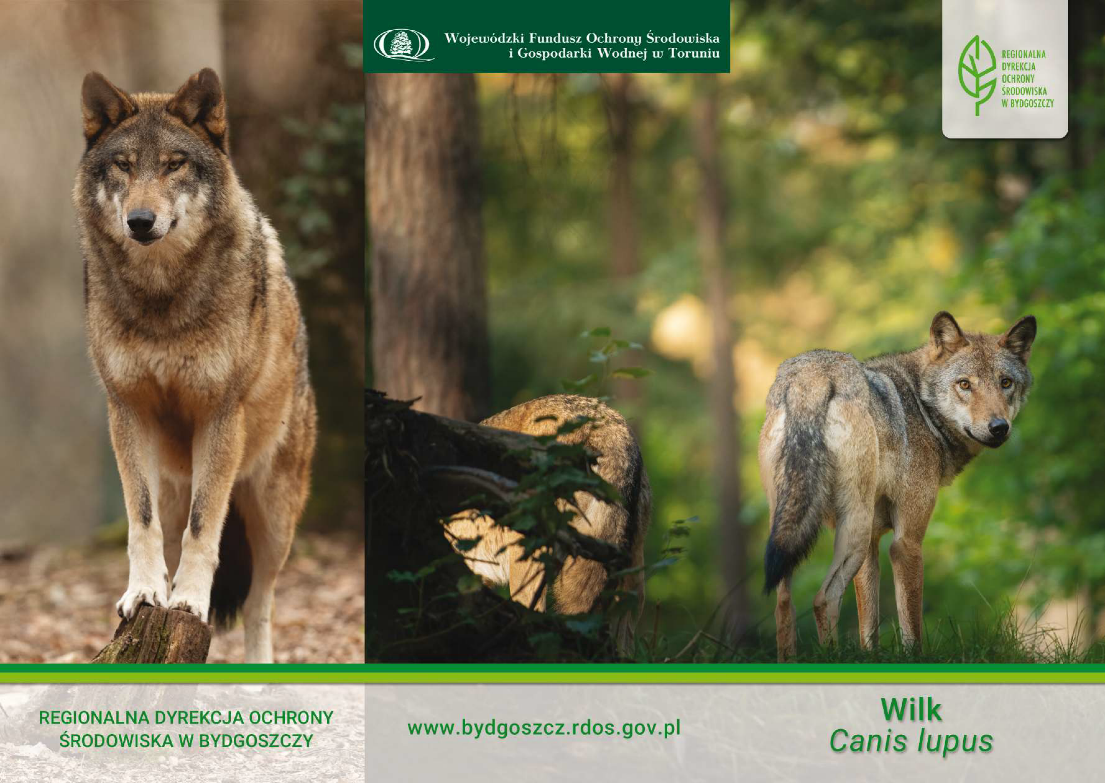 Wojewódzki Fundusz Ochrony Środowiska
i Gospodarki Wodnej w Toruniu
REGIONALNA
DYREKCJA
OCHRONY
ŚRODOWISKA
W BYDGOSZCZY
REGIONALNA DYREKCJA OCHRONY
ŚRODOWISKA W BYDGOSZCZY
www.bydgoszcz.rdos.gov.pl
Wilk
Canis lupus